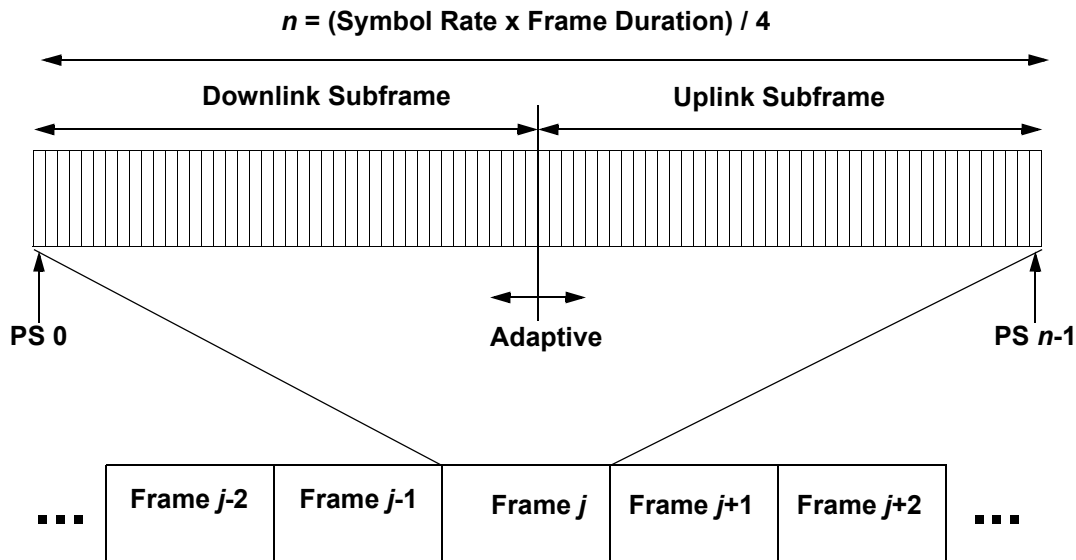 n = (Symbol Rate x Frame Duration) / 4
Downlink Subframe
Uplink Subframe
PS 0
Adaptive
PS n-1
Frame j-2
Frame j-1
Frame j
Frame j+1
Frame j+2